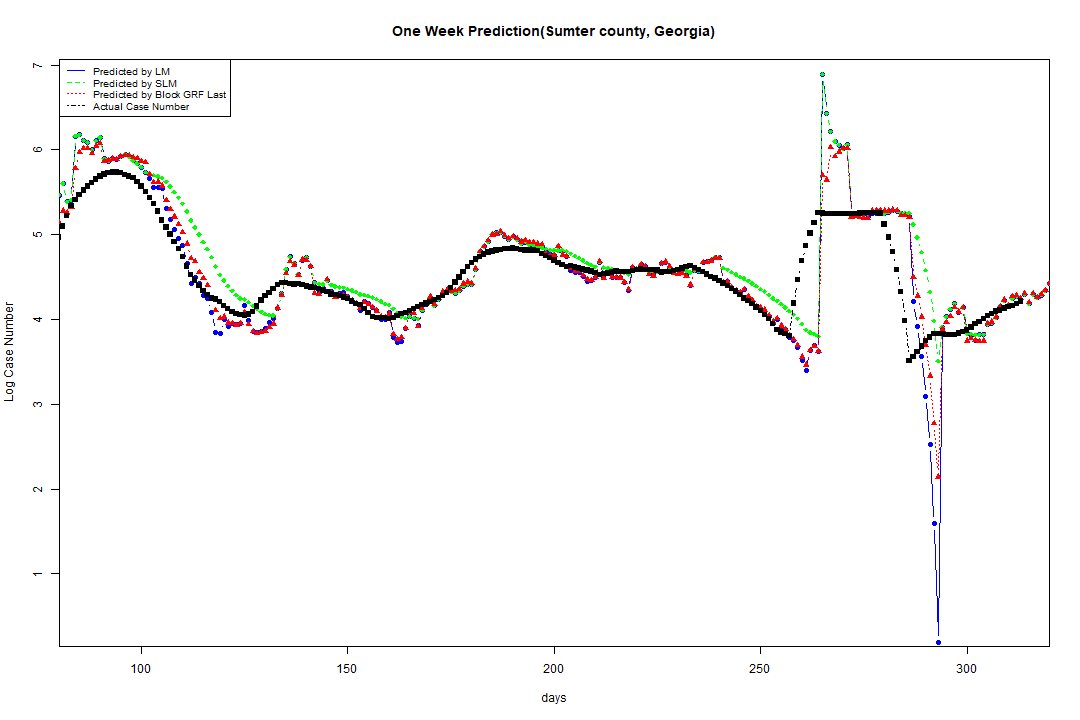 One Week Prediction(Sumter county, Georgia)
7
Predicted by LM
Predicted by SLM
Predicted by Block GRF Last
Actual Case Number
6
5
4
3
2
1
Log Case Number
100 150 200 250 300
days